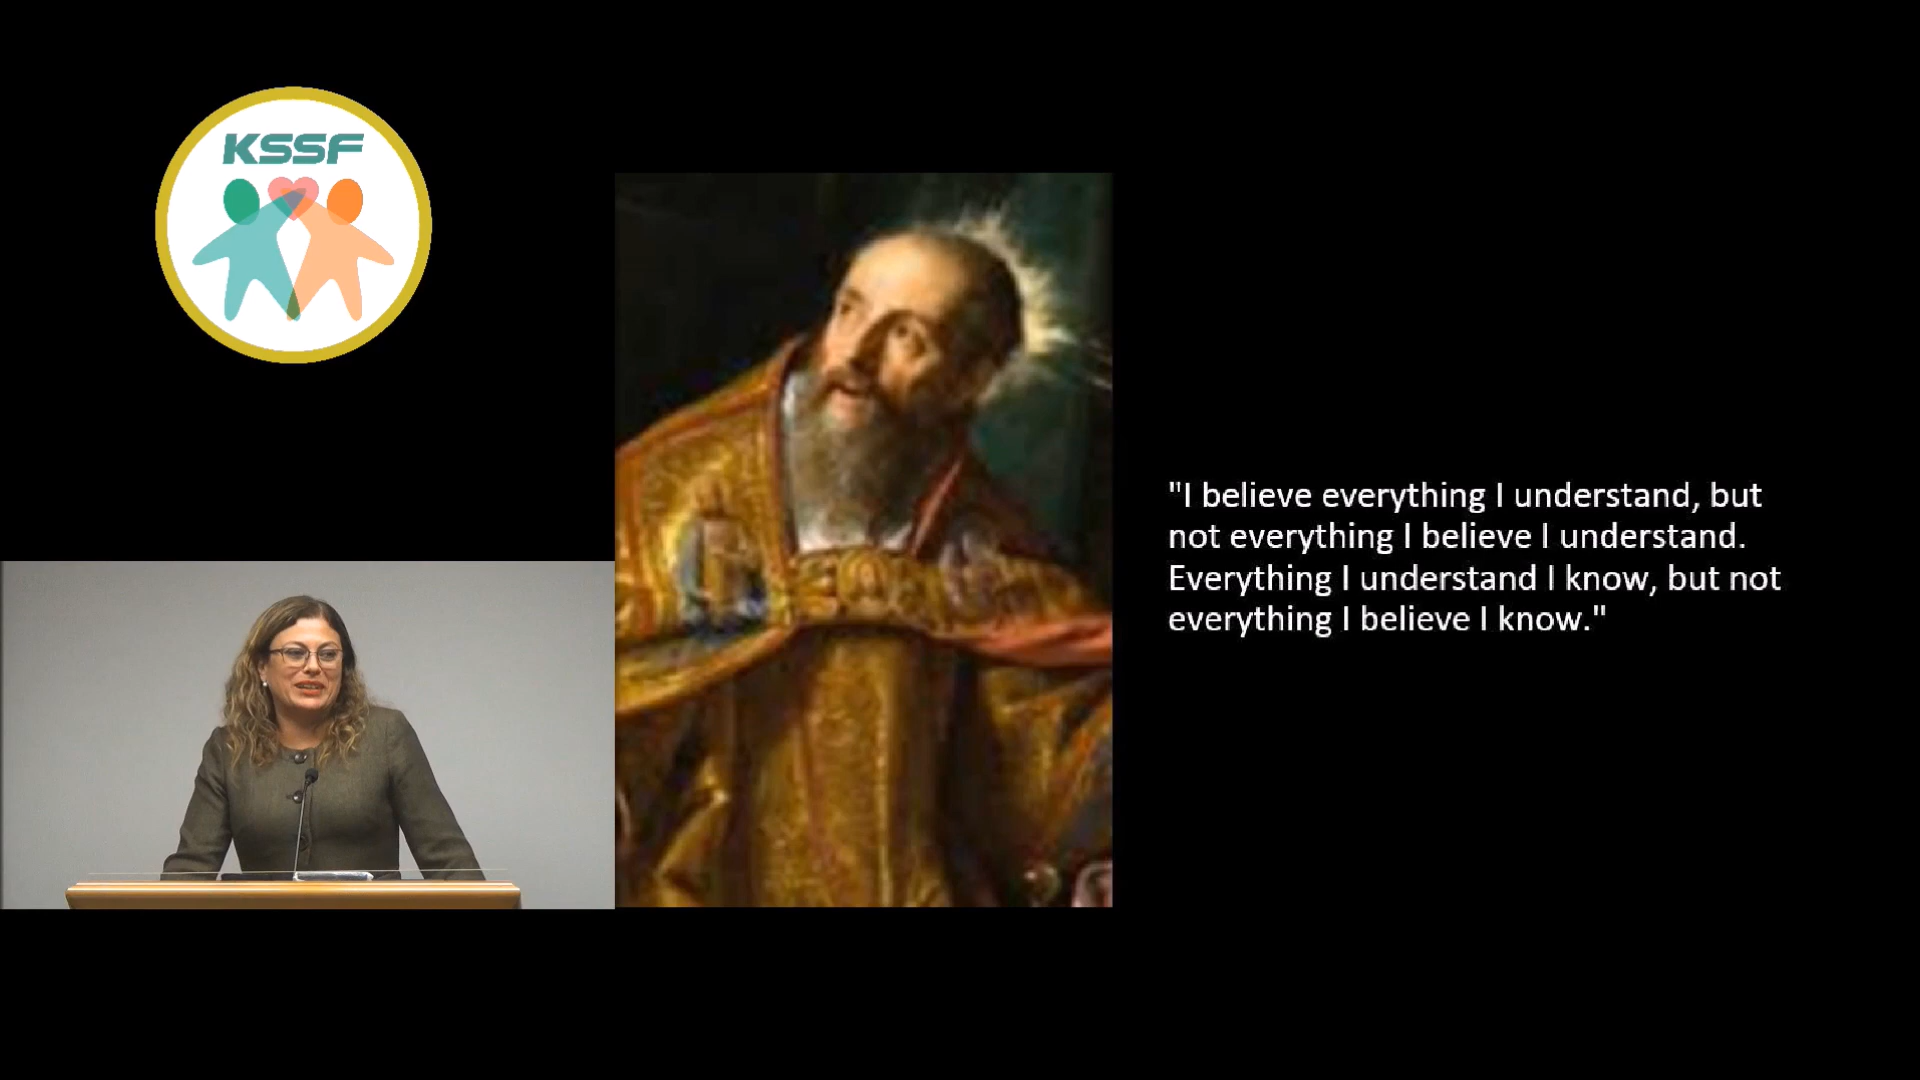 KSSF
"I believe everything I understand, but
not everything I believe I understand.
Everything I understand I know, but not
everything I believe I know."